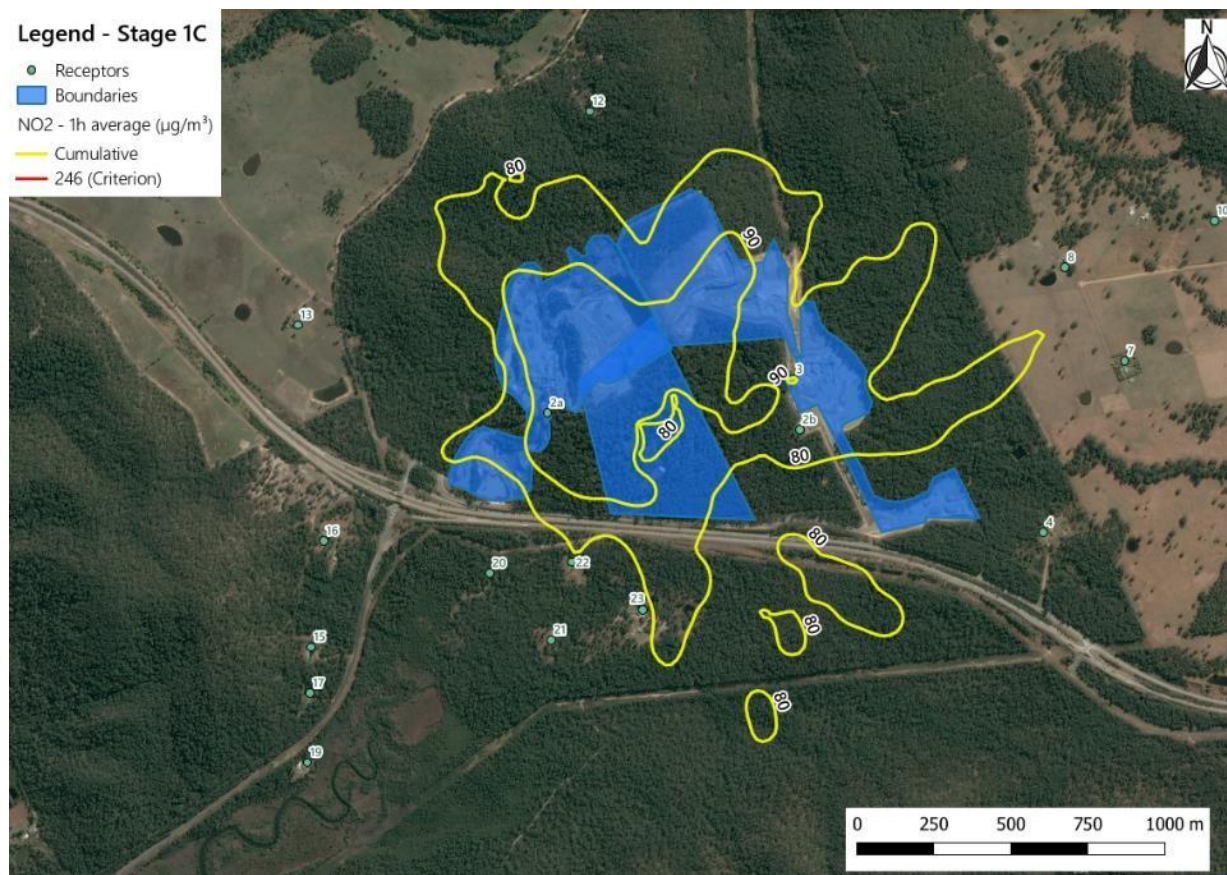 Legend - Stage 1C
Receptors
Boundaries
NO2 - 1h average (µg/m³)
Cumulative
246 (Criterion)
N
12
80
10
90
8
13
7
3
90
2a
80
2b
80
4
16
80
22
20
23
80
21
15
17
80
19
0 250 500 750 1000 m